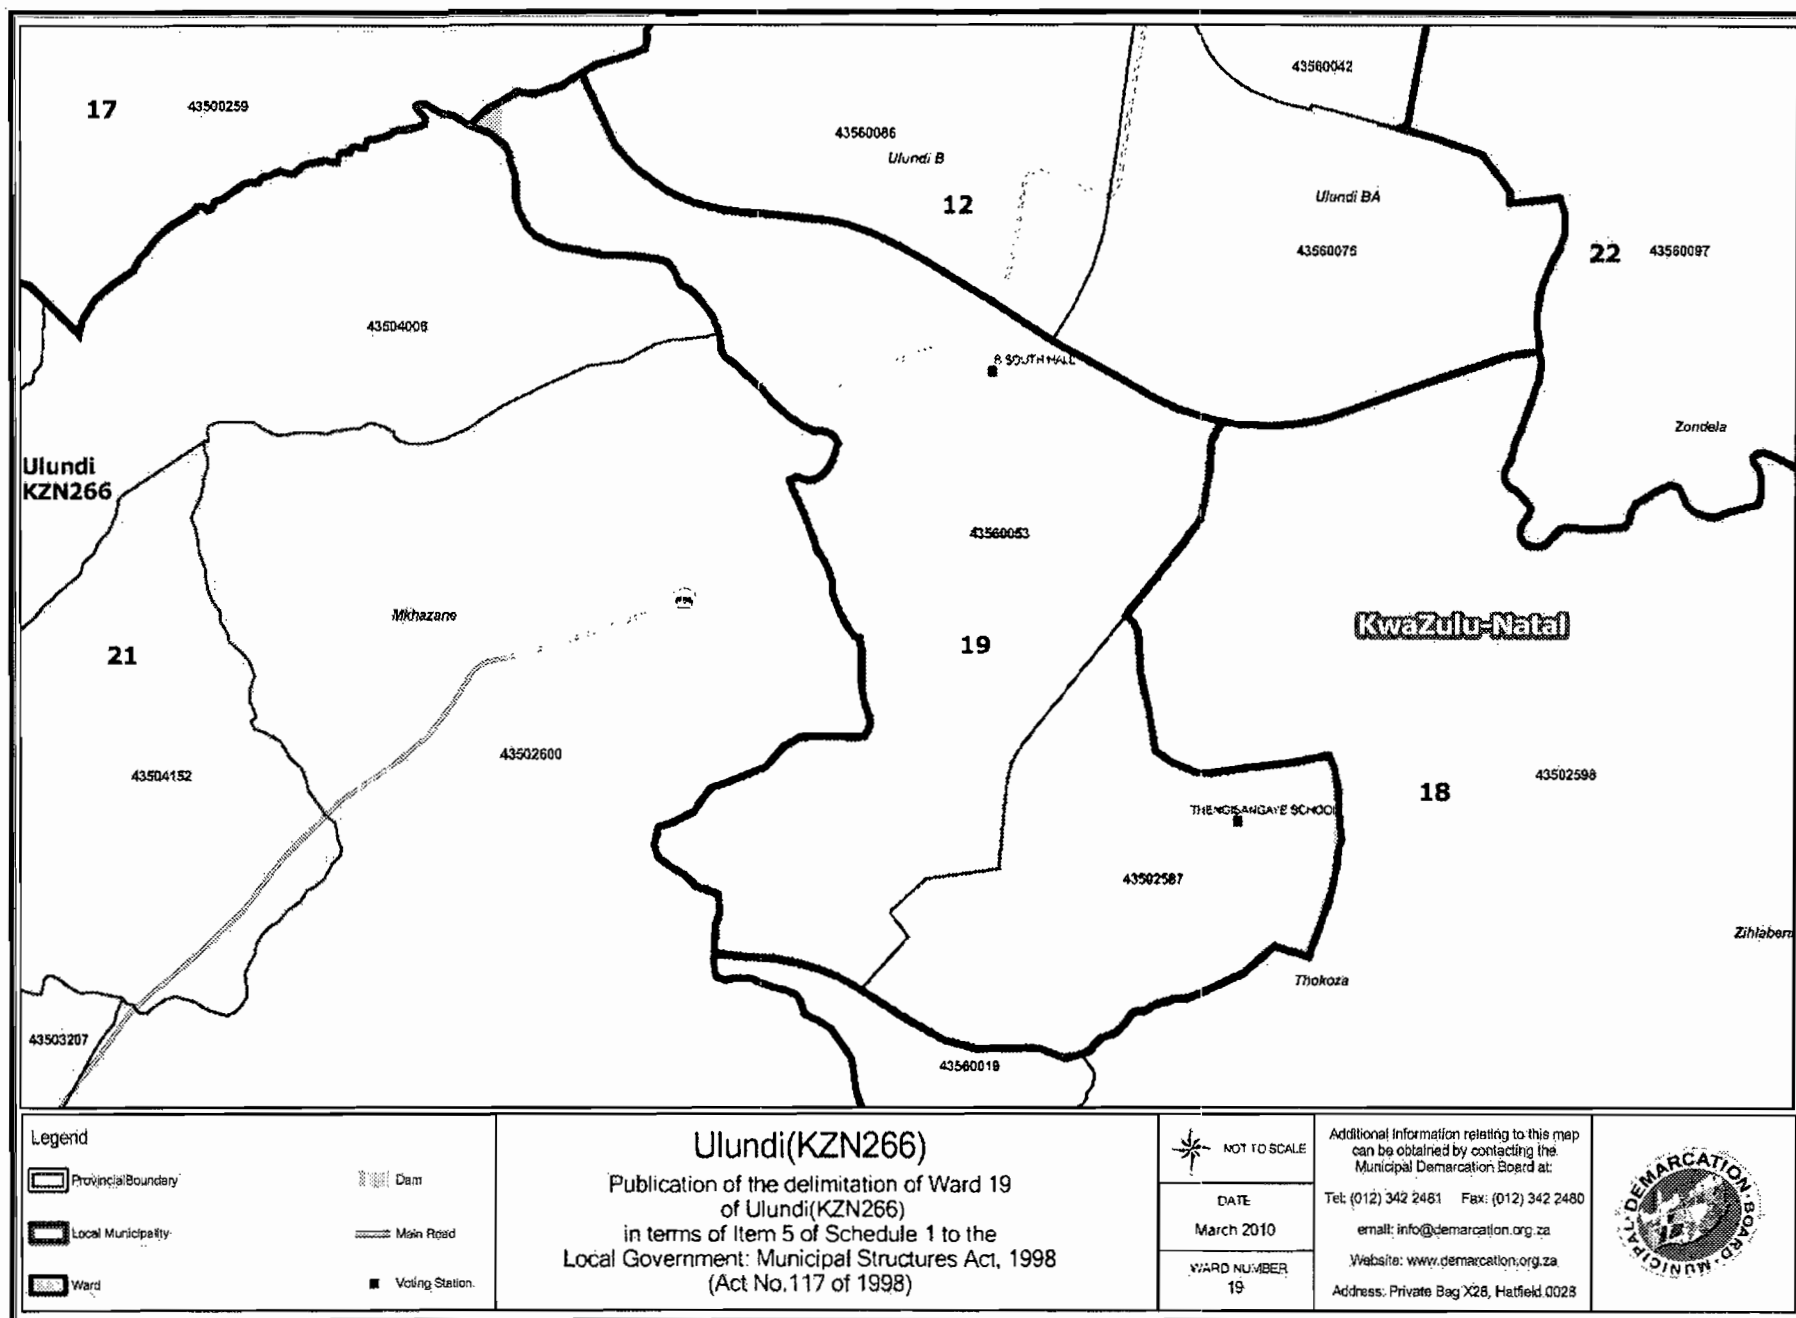 17
43500259
43560042
43560086
Ulundi B
12
Ulundi BA
43560075
22
43560097
43504006
B SOUTH HALL
Zondela
Ulundi
KZN266
43560053
Mkhazane
KwaZulu-Natal
19
21
43502600
43504152
18
43502598
THENGISANGAYE SCHOOL
43502587
Zihlaben
Thokoza
43503207
43560019
Legend
Provincial Boundary
Local Municipality
Ward
Dam
Main Road
Voting Station
Ulundi(KZN266)
Publication of the delimitation of Ward 19
of Ulundi(KZN266)
in terms of Item 5 of Schedule 1 to the
Local Government: Municipal Structures Act, 1998
(Act No.117 of 1998)
NOT TO SCALE
DATE
March 2010
WARD NUMBER
19
Additional Information relating to this map
can be obtained by contacting the
Municipal Demarcation Board at:
Tel: (012) 342 2481 Fax: (012) 342 2480
email: info@demarcation.org.za
Website: www.demarcation.org.za
Address: Private Bag X28, Hatfield 0028
MUNICIPAL DEMARCATION BOARD